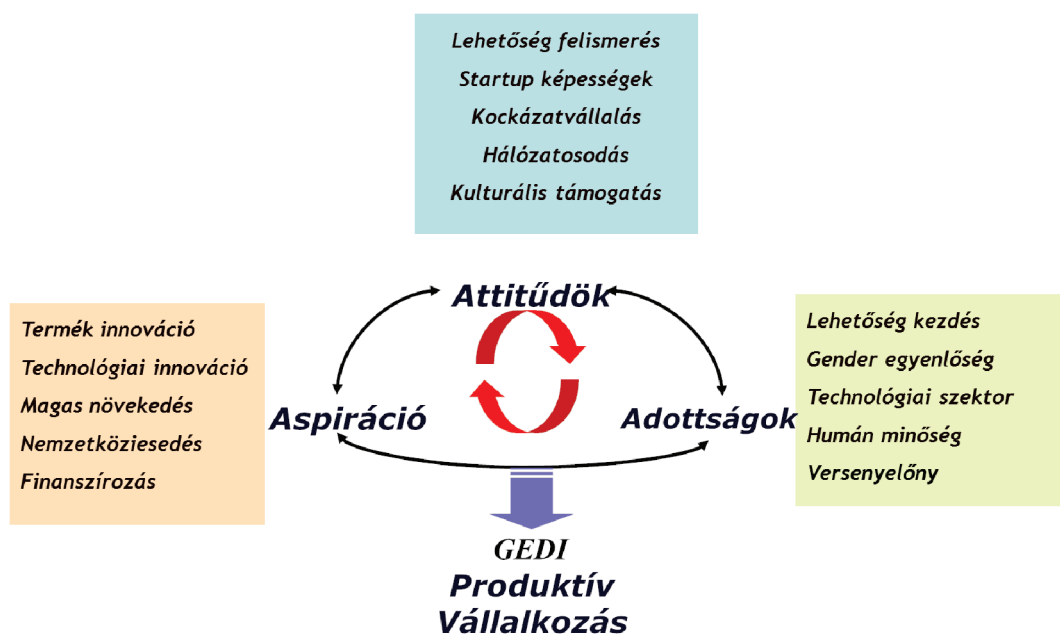 Lehetőség felismerés
Startup képességek
Kockázatvállalás
Hálózatosodás
Kulturális támogatás
Attitűdök
Termék innováció
Technológiai innováció
Magas növekedés
Nemzetköziesedés
Finanszírozás
Aspiráció
Adottságok
Lehetőség kezdés
Gender egyenlőség
Technológiai szektor
Humán minőség
Versenyelőny
GEDI
Produktív
Vállalkozás